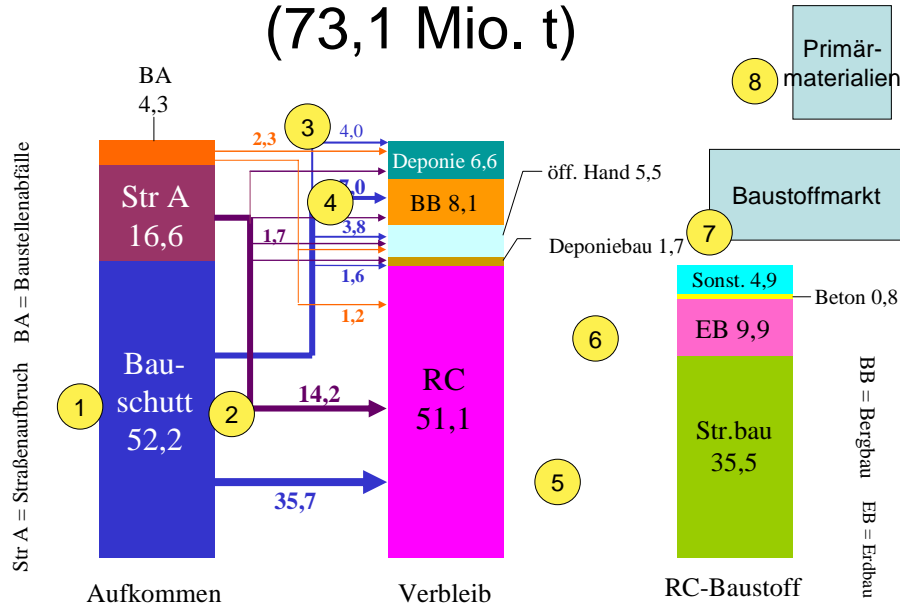 (73,1 Mio. t)
BA
4,3
Str A
16,6
Bau-
schutt
52,2
Aufkommen
Str A = Straßenaufbruch BA = Baustellenabfälle
1
2
3
4
2,3
4,0
7,0
3,8
1,7
1,6
1,2
14,2
35,7
Deponie 6,6
BB 8,1
öff. Hand 5,5
Deponiebau 1,7
RC
51,1
Verbleib
5
6
7
8
Primär-
materialien
Baustoffmarkt
Sonst. 4,9
Beton 0,8
EB 9,9
Str.bau
35,5
RC-Baustoff
BB = Bergbau EB = Erdbau